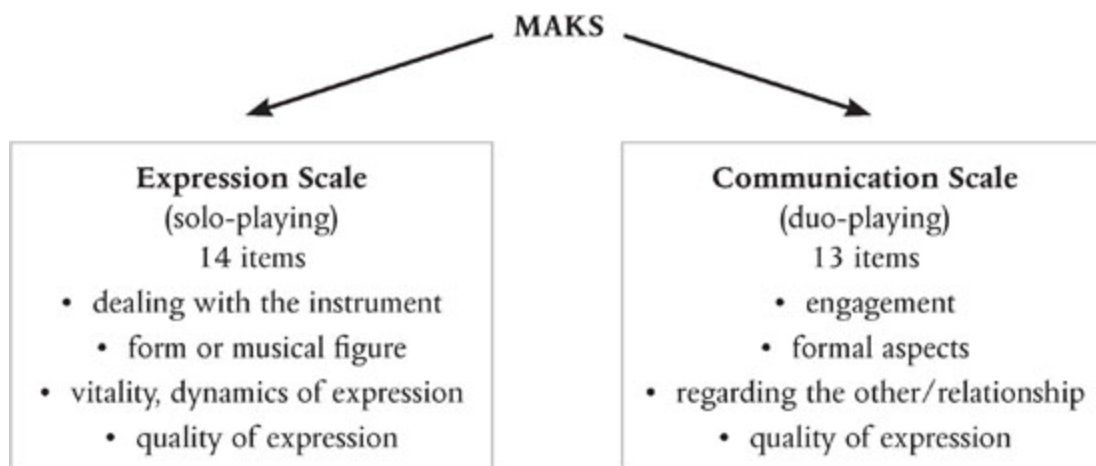 MAKS
Expression Scale
(solo-playing)
14 items
• dealing with the instrument
• form or musical figure
• vitality, dynamics of expression
• quality of expression
Communication Scale
(duo-playing)
13 items
• engagement
• formal aspects
• regarding the other/relationship
• quality of expression